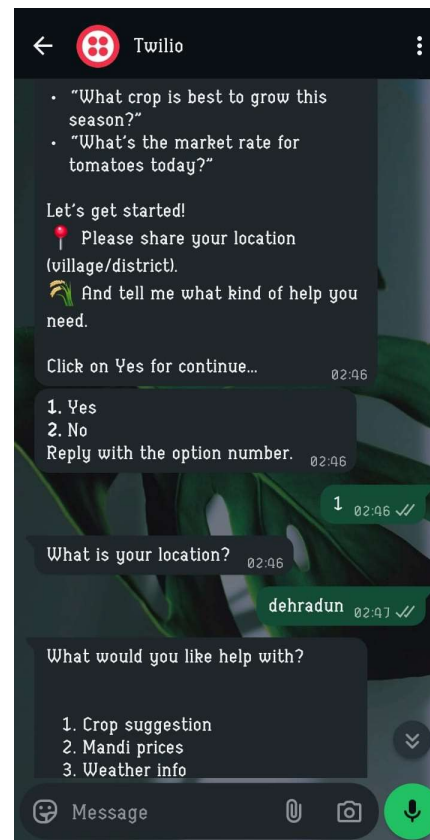 Twilio
• “What crop is best to grow this
season?”
• “What's the market rate for
tomatoes today?”
Let's get started!
📍 Please share your location
(village/district).
🌾 And tell me what kind of help you
need.
Click on Yes for continue...
02:46
1. Yes
2. No
Reply with the option number. 02:46
1 02:46
What is your location? 02:46
dehradun 02:47
What would you like help with?
1. Crop suggestion
2. Mandi prices
3. Weather info
Message